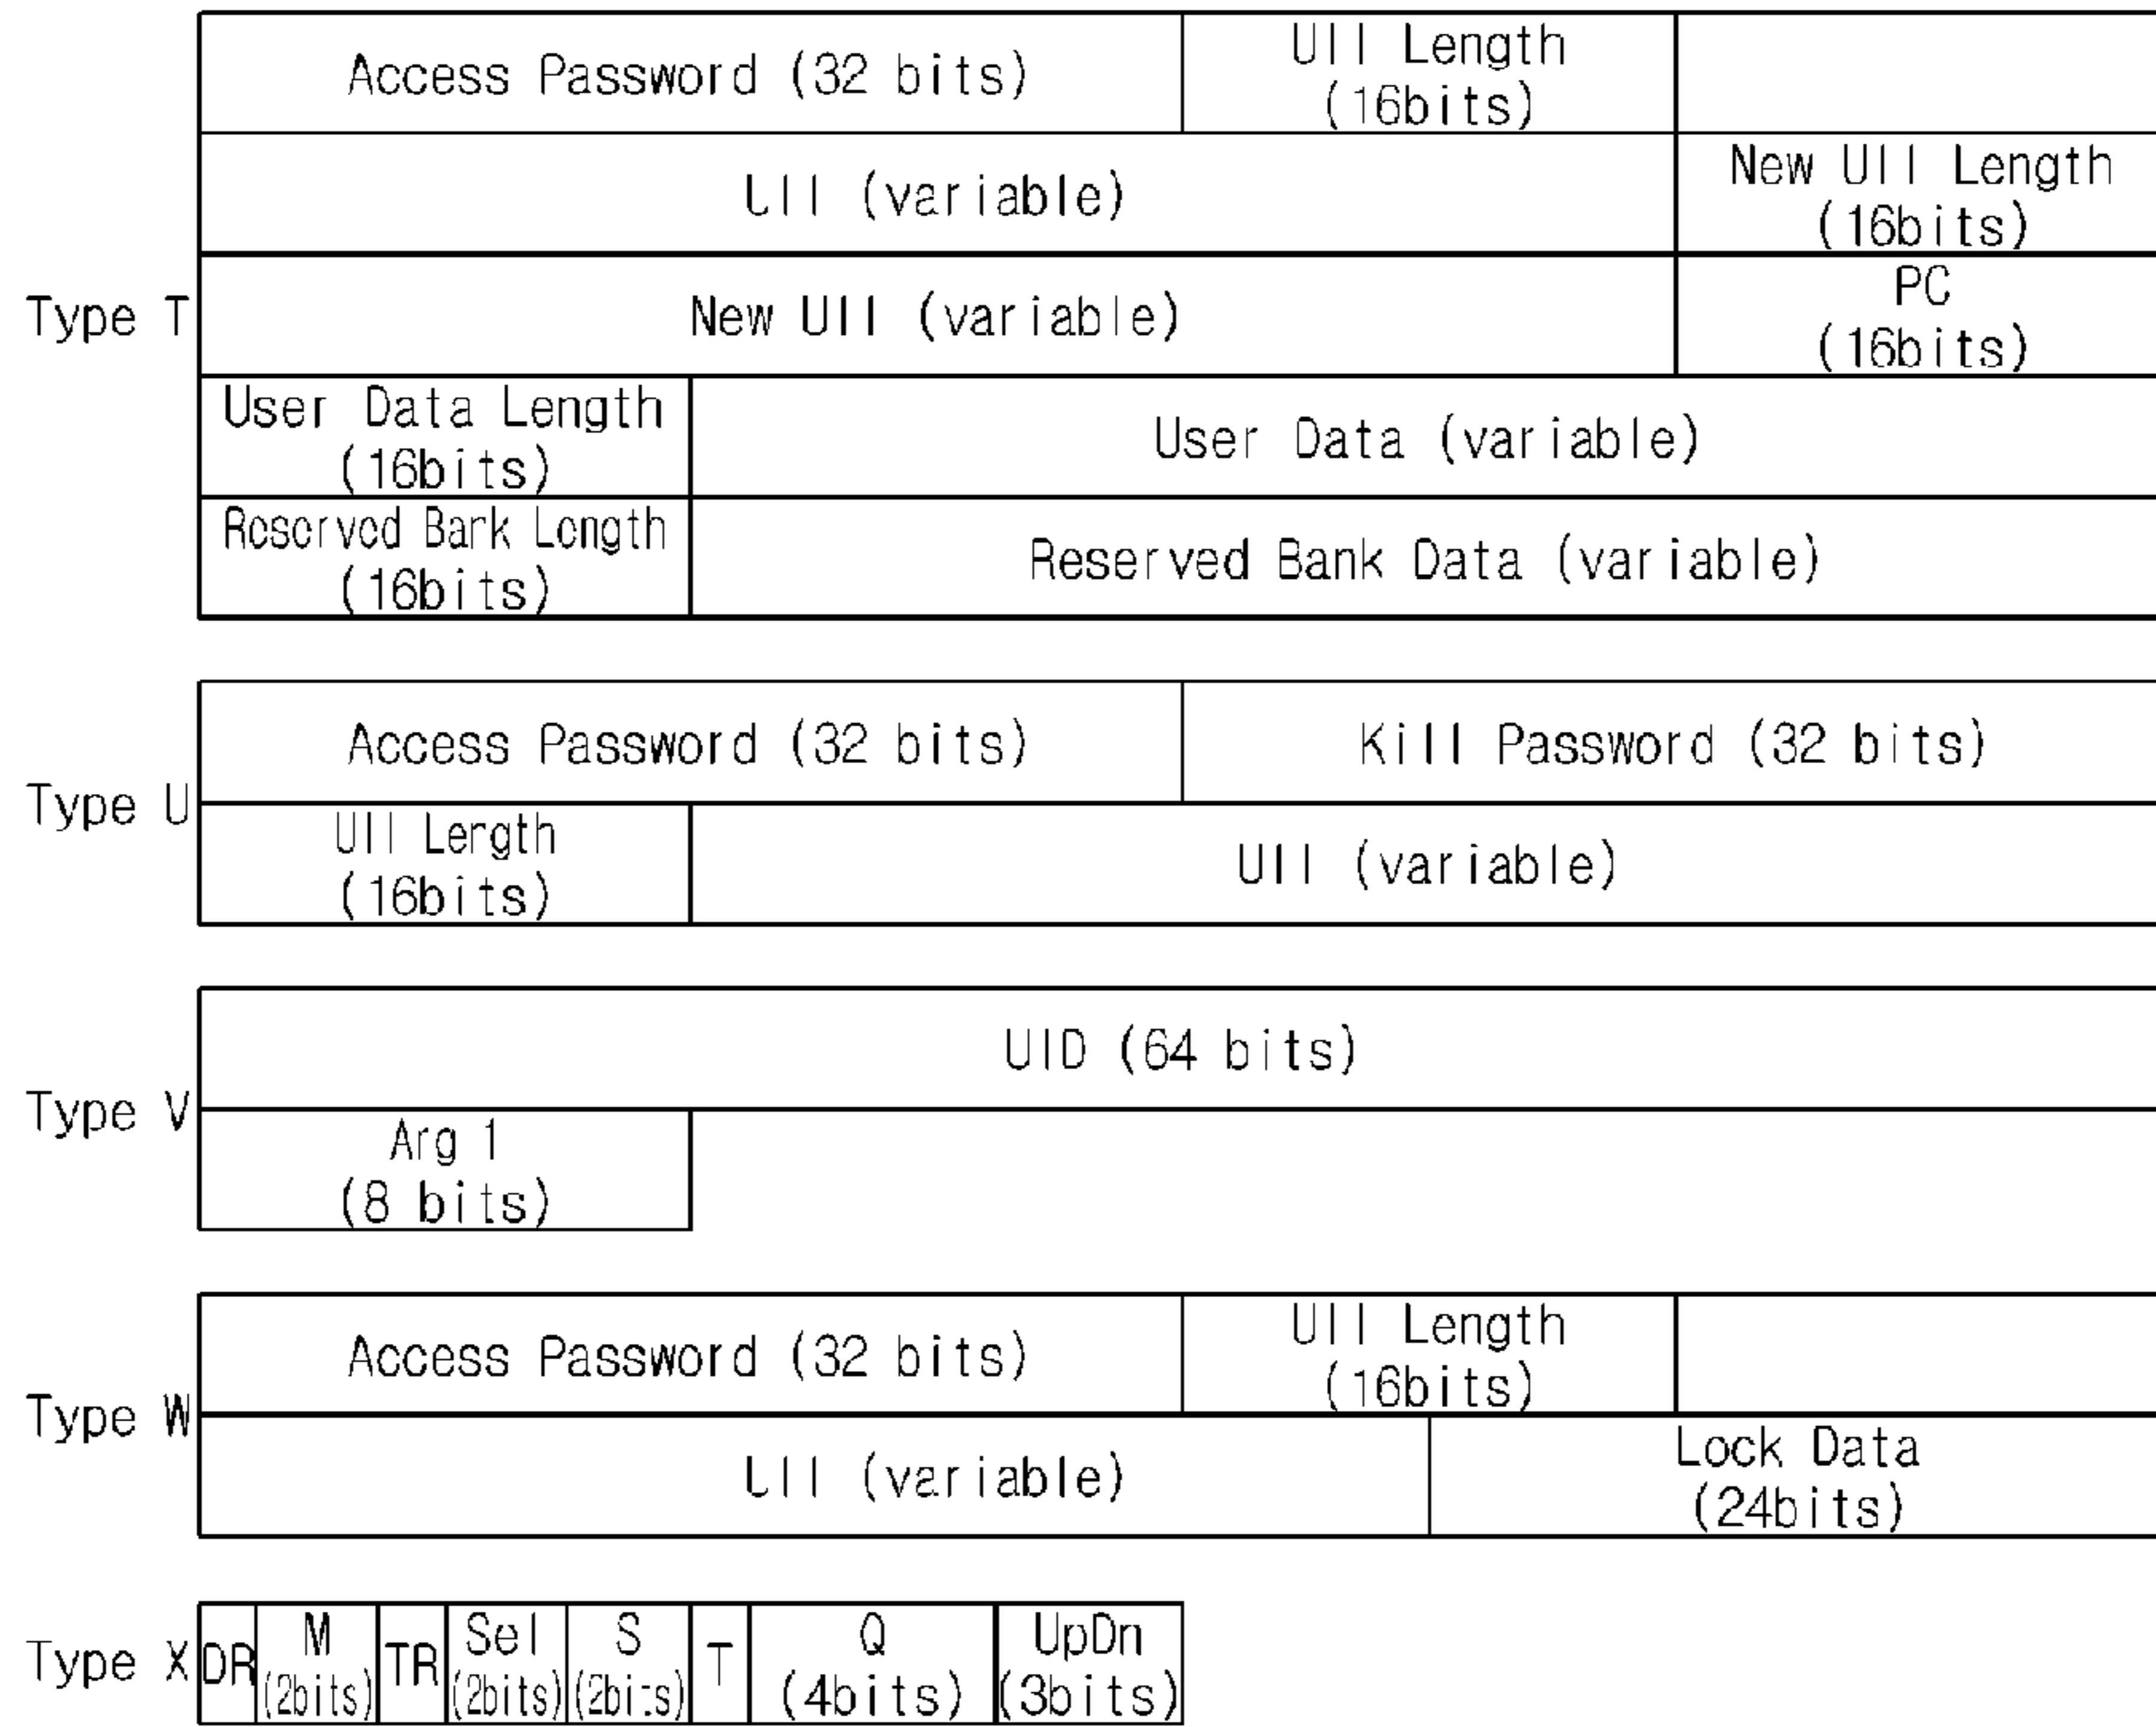 Access Password (32 bits)
UII Length
(16bits)
UII (variable)
New UII Length
(16bits)
Type T
New UII (variable)
PC
(16bits)
User Data Length
(16bits)
User Data (variable)
Reserved Bank Length
(16bits)
Reserved Bank Data (variable)
Type U
Access Password (32 bits)
Kill Password (32 bits)
UII Length
(16bits)
UII (variable)
Type V
UID (64 bits)
Arg 1
(8 bits)
Type W
Access Password (32 bits)
UII Length
(16bits)
UII (variable)
Lock Data
(24bits)
Type X
DR
M
(2bits)
TR
Sel
(2bits)
S
(2bits)
T
Q
(4bits)
UpDn
(3bits)